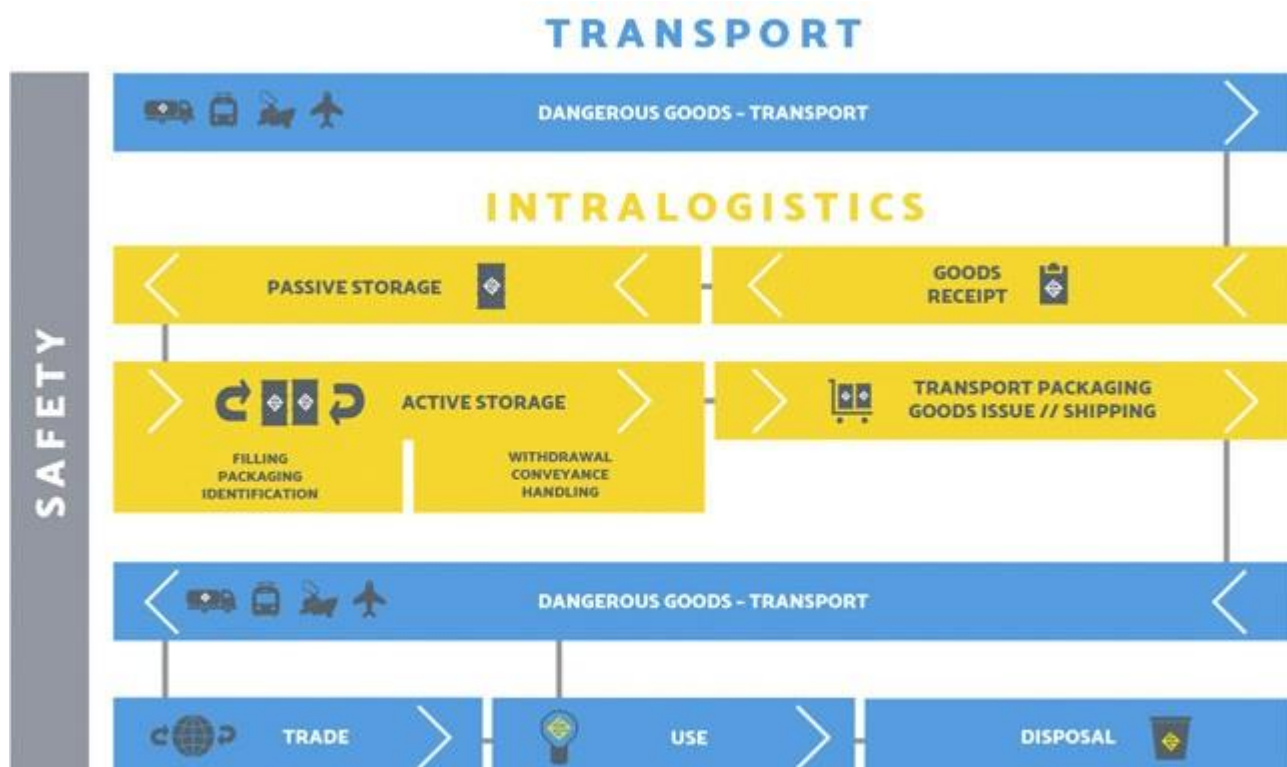 TRANSPORT
DANGEROUS GOODS – TRANSPORT
INTRALOGISTICS
PASSIVE STORAGE
GOODS
RECEIPT
SAFETY
ACTIVE STORAGE
TRANSPORT PACKAGING
GOODS ISSUE // SHIPPING
FILLING
PACKAGING
IDENTIFICATION
WITHDRAWAL
CONVEYANCE
HANDLING
DANGEROUS GOODS – TRANSPORT
TRADE
USE
DISPOSAL